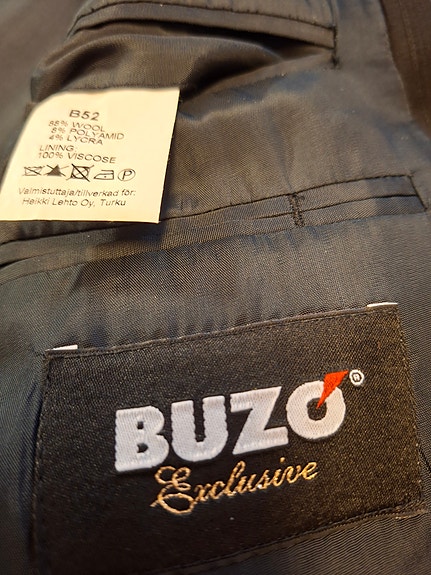 B52
88% WOOL
8% POLYAMID
4% LYCRA
LINING:
100% VISCOSE
P
Valmistuttaja/tillverkad för:
Heikki Lehto Oy, Turku
BUZO®
Exclusive